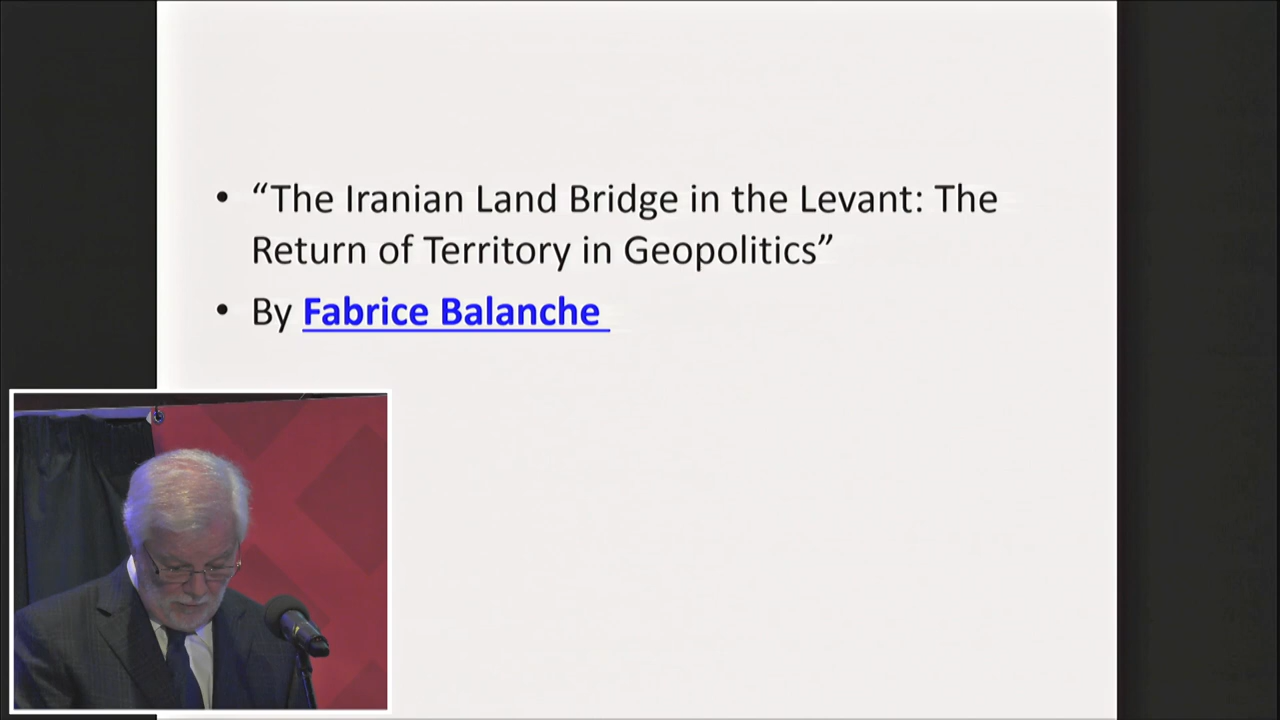 • “The Iranian Land Bridge in the Levant: The
Return of Territory in Geopolitics”
• By Fabrice Balanche